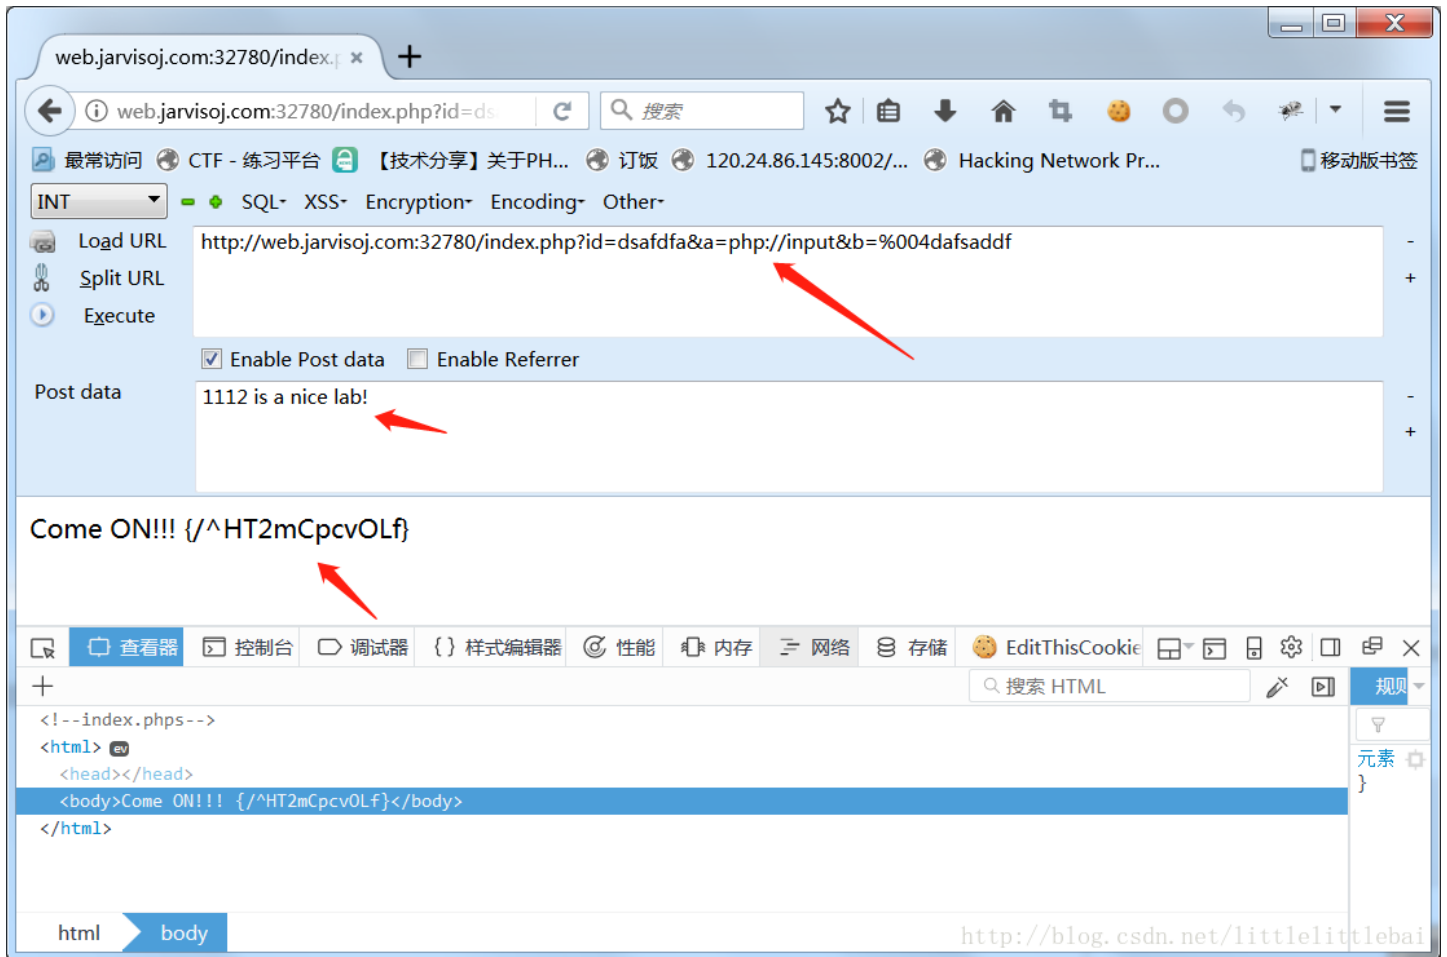 web.jarvisoj.com:32780/index.p
web.jarvisoj.com:32780/index.php?id=ds
搜索
最常访问 CTF - 练习平台 【技术分享】关于PH... 订饭 120.24.86.145:8002/... Hacking Network Pr... 移动版书签
INT SQL XSS Encryption Encoding Other
Load URL http://web.jarvisoj.com:32780/index.php?id=dsafdfa&a=php://input&b=%004dafsaddf -
Split URL +
Execute
Enable Post data Enable Referrer
Post data 1112 is a nice lab! -
+
Come ON!!! {/^HT2mCpcvOLf}
查看器 控制台 调试器 {} 样式编辑器 性能 内存 网络 存储 EditThisCookie
+ 搜索 HTML 规则
<!--index.phps-->
<html> ev
元素
<head></head>
}
<body>Come ON!!! {/^HT2mCpcvOLf}</body>
</html>
html body
http://blog.csdn.net/littlelittlebai